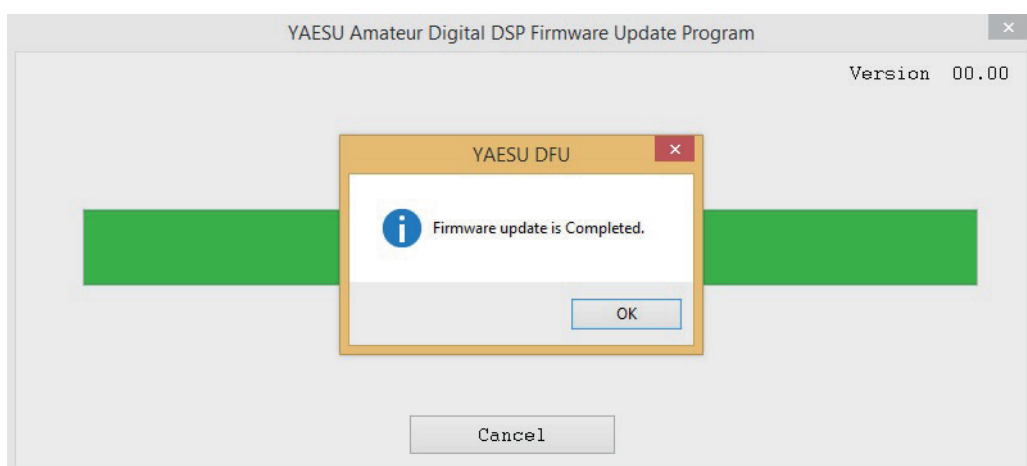 YAESU Amateur Digital DSP Firmware Update Program
Version 00.00
YAESU DFU
Firmware update is Completed.
OK
Cancel